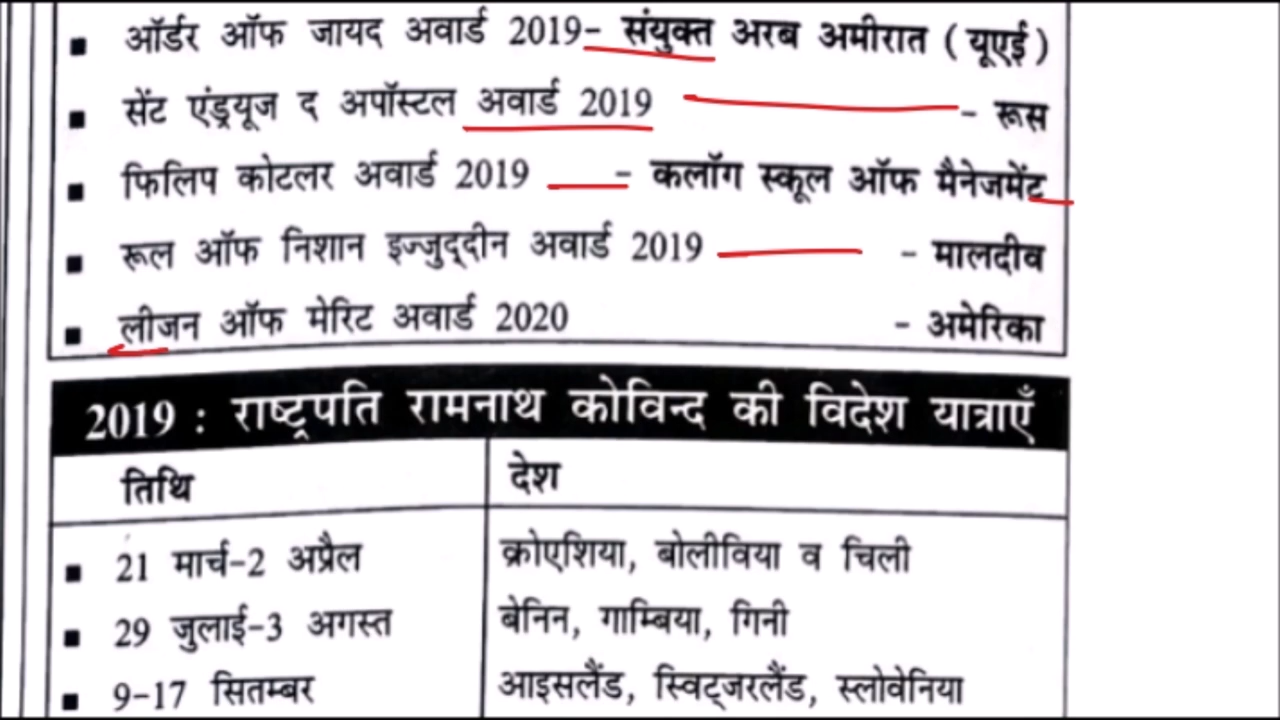 ▪ ऑर्डर ऑफ जायद अवार्ड 2019- संयुक्त अरब अमीरात (यूएई)
▪ सेंट एंड्रयूज द अपॉस्टल अवार्ड 2019 - रूस
▪ फिलिप कोटलर अवार्ड 2019 - कलॉग स्कूल ऑफ मैनेजमेंट
▪ रूल ऑफ निशान इज्जुद्दीन अवार्ड 2019 - मालदीव
▪ लीजन ऑफ मेरिट अवार्ड 2020 - अमेरिका
2019 : राष्ट्रपति रामनाथ कोविन्द की विदेश यात्राएँ
तिथि देश
▪ 21 मार्च-2 अप्रैल क्रोएशिया, बोलीविया व चिली
▪ 29 जुलाई-3 अगस्त बेनिन, गाम्बिया, गिनी
▪ 9-17 सितम्बर आइसलैंड, स्विट्जरलैंड, स्लोवेनिया